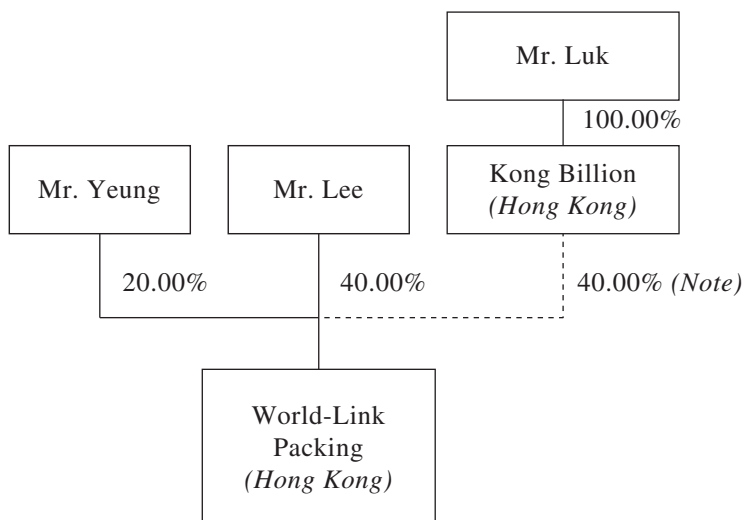 Mr. Luk
100.00%
Mr. Yeung
Mr. Lee
Kong Billion
(Hong Kong)
20.00%
40.00%
40.00% (Note)
World-Link
Packing
(Hong Kong)